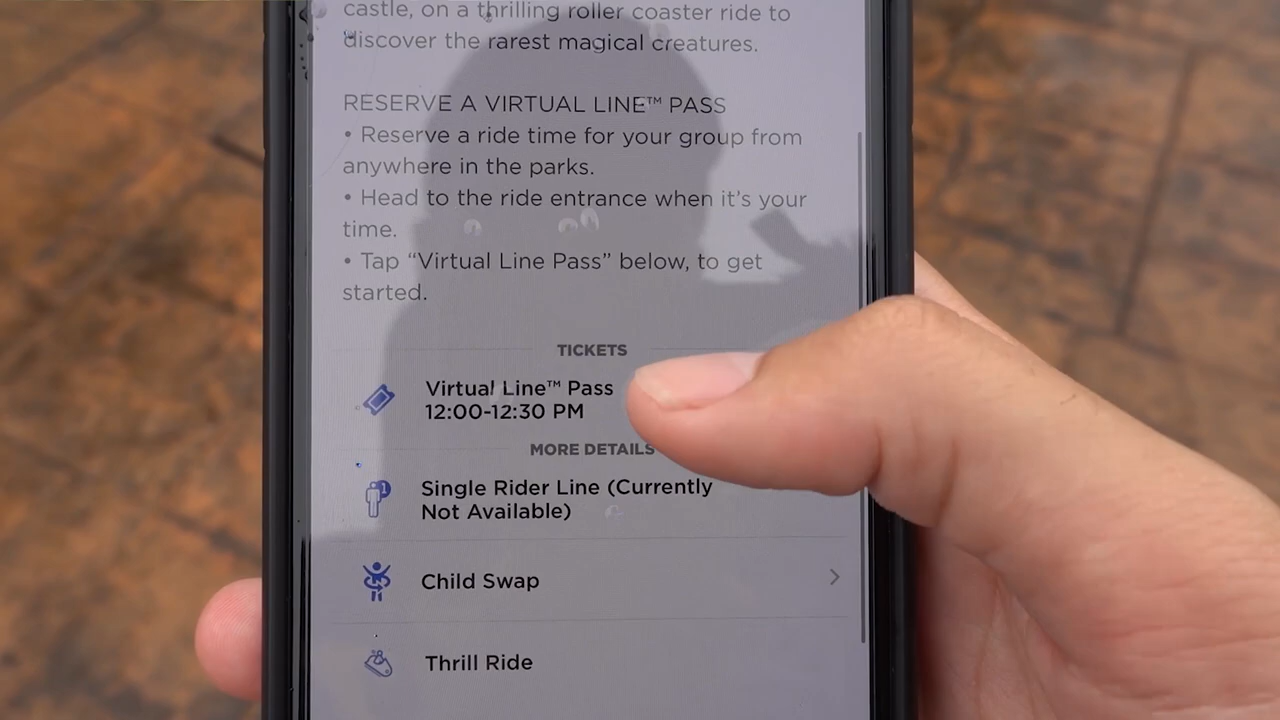 castle, on a thrilling roller coaster ride to
discover the rarest magical creatures.
RESERVE A VIRTUAL LINE™ PASS
• Reserve a ride time for your group from
anywhere in the parks.
• Head to the ride entrance when it’s your
time.
• Tap “Virtual Line Pass” below, to get
started.
TICKETS
Virtual Line™ Pass
12:00-12:30 PM
MORE DETAILS
1
Single Rider Line (Currently
Not Available)
Child Swap
Thrill Ride